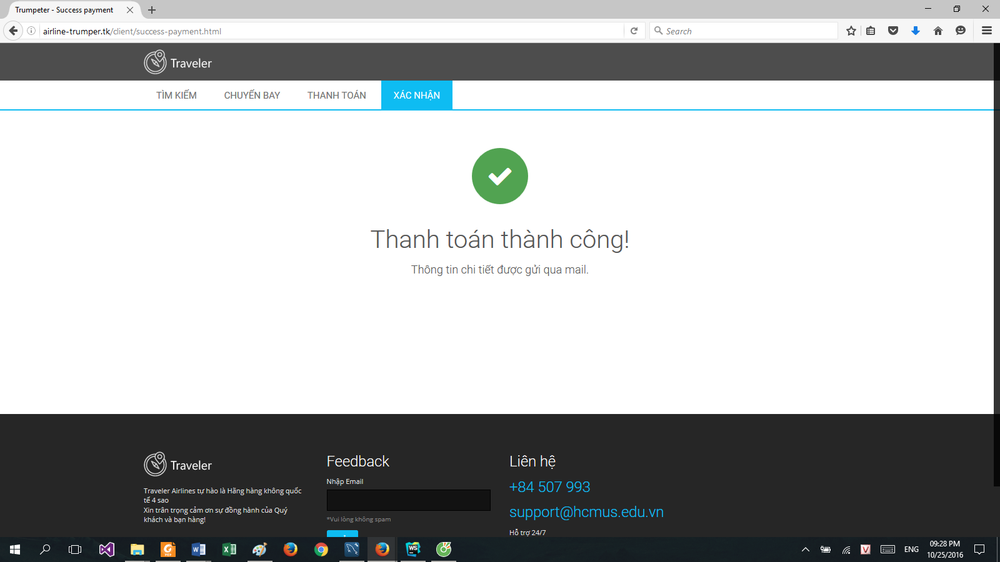 Trumpeter - Success payment
airline-trumper.tk/client/success-payment.html
Search
Traveler
TÌM KIẾM
CHUYẾN BAY
THANH TOÁN
XÁC NHẬN
Thanh toán thành công!
Thông tin chi tiết được gửi qua mail.
Traveler
Traveler Airlines tự hào là Hãng hàng không quốc
tế 4 sao
Xin trân trọng cảm ơn sự đồng hành của Quý
khách và bạn hàng!
Feedback
Nhập Email
*Vui lòng không spam
Liên hệ
+84 507 993
support@hcmus.edu.vn
Hỗ trợ 24/7
ENG
09:28 PM
10/25/2016